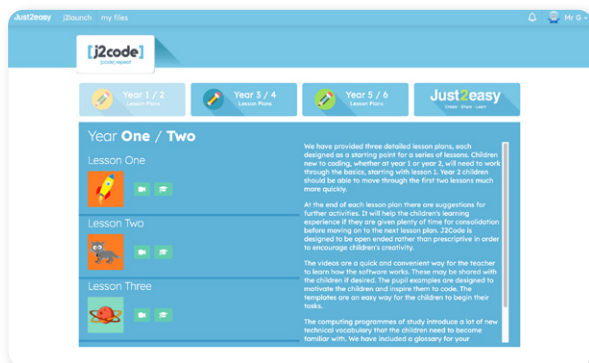 Just2easy j2launch my files Mr G
[j2code]
[code] repeat
Year 1 / 2
Lesson Plans
Year 3 / 4
Lesson Plans
Year 5 / 6
Lesson Plans
Just2easy
Create · Share · Learn
Year One / Two
Lesson One
Lesson Two
Lesson Three
We have provided three detailed lesson plans, each
designed as a starting point for a series of lessons. Children
new to coding, whether at year 1 or year 2, will need to work
through the basics, starting with lesson 1. Year 2 children
should be able to move through the first two lessons much
more quickly.
At the end of each lesson plan there are suggestions for
further activities. It will help the children's learning
experience if they are given plenty of time for consolidation
before moving on to the next lesson plan. J2Code is
designed to be open ended rather than prescriptive in order
to encourage children's creativity.
The videos are a quick and convenient way for the teacher
to learn how the software works. These may be shared with
the children if desired. The pupil examples are designed to
motivate the children and inspire them to code. The
templates are an easy way for the children to begin their
tasks.
The computing programmes of study introduce a lot of new
technical vocabulary that the children need to become
familiar with. We have included a glossary for your